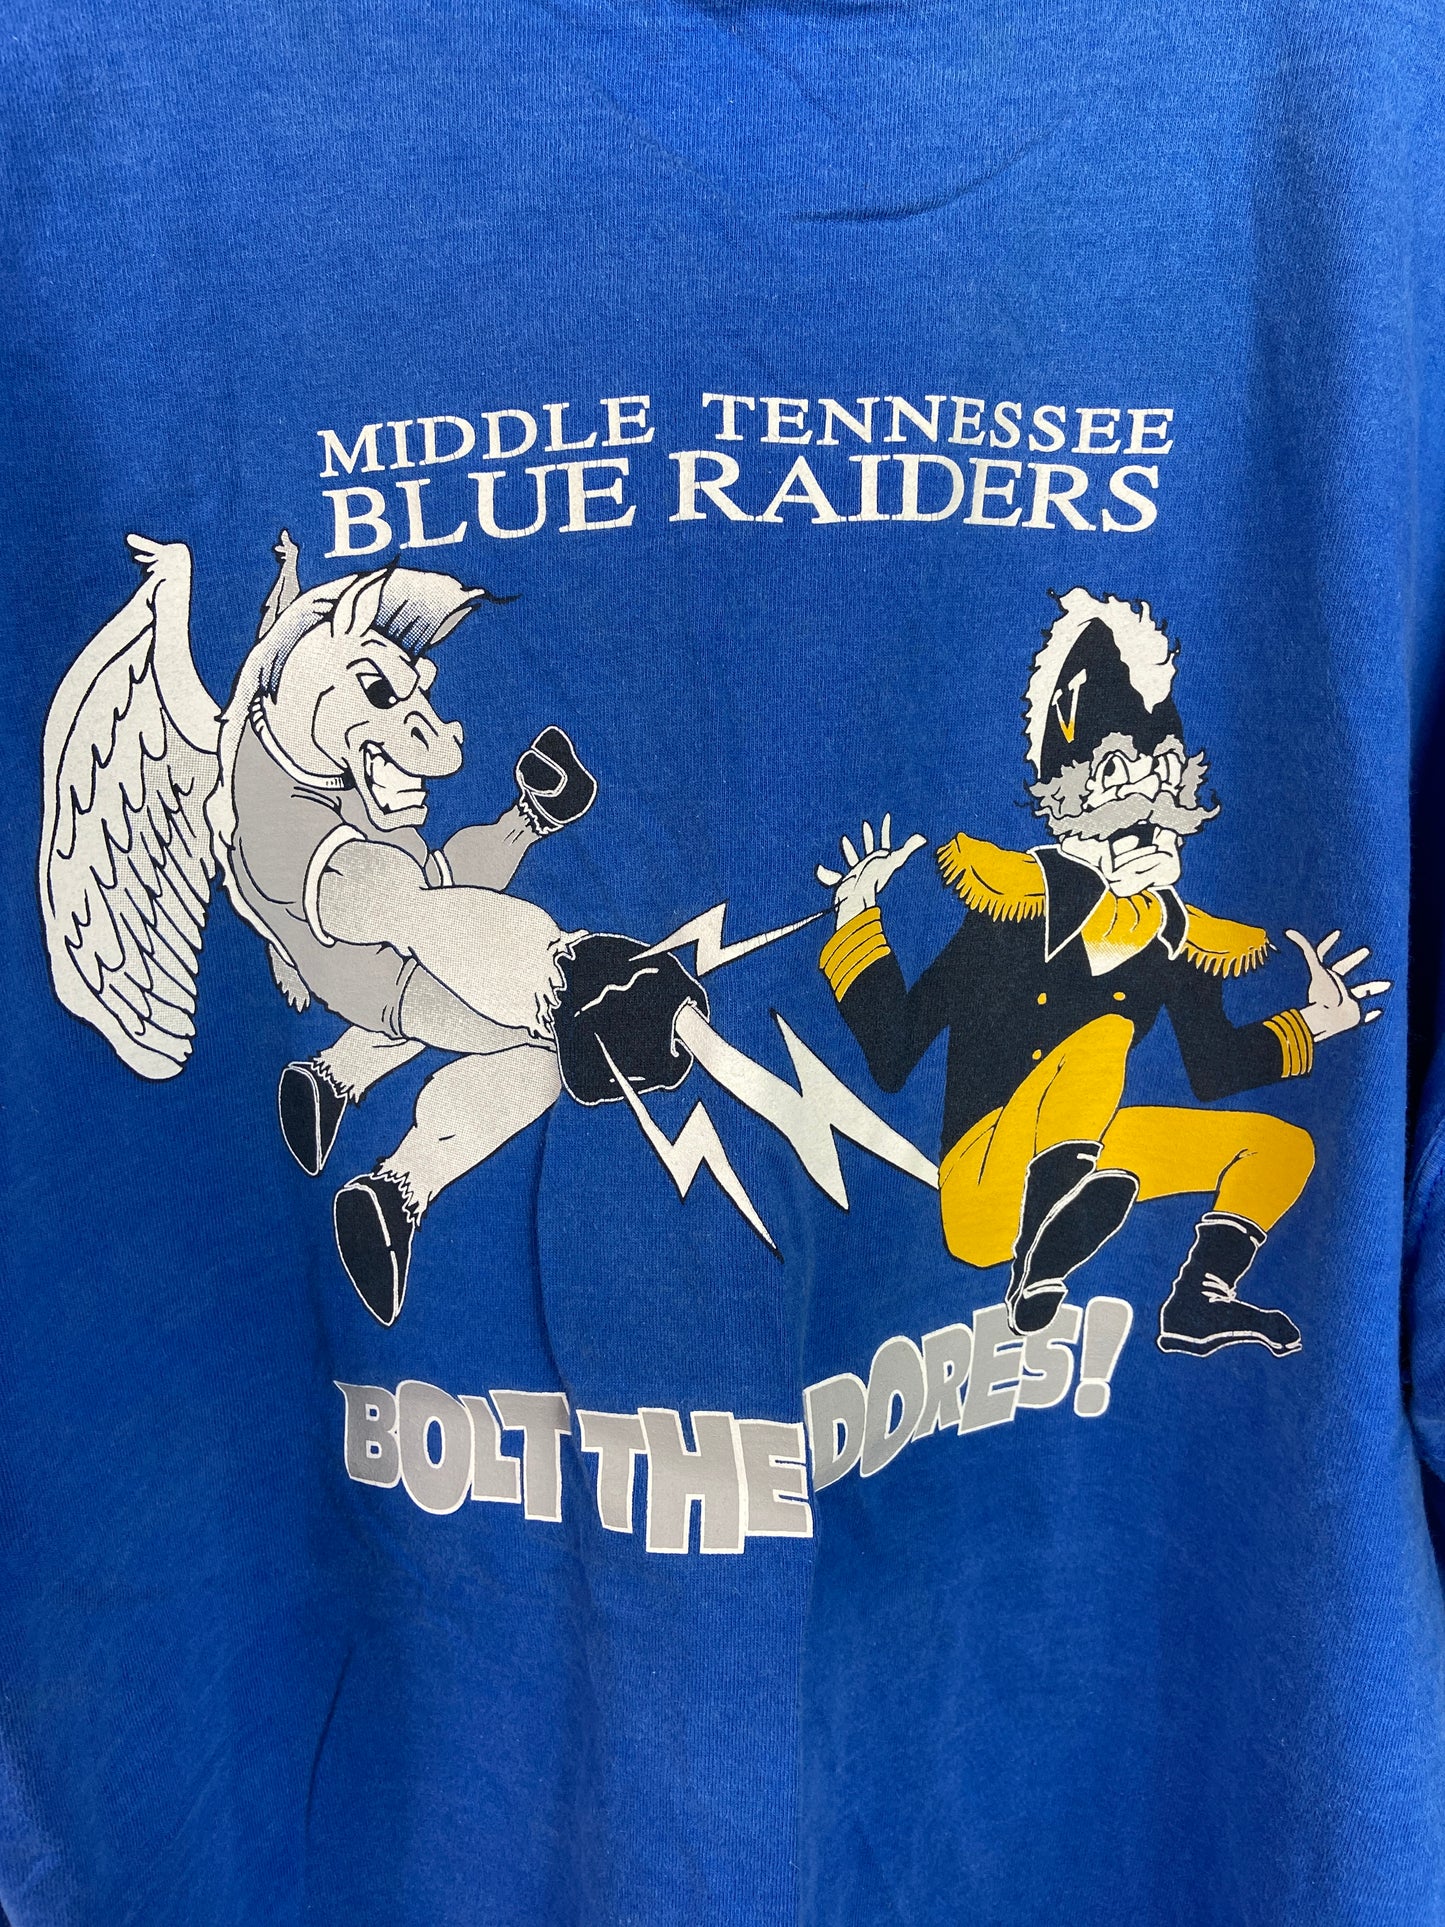 MIDDLE TENNESSEE
BLUE RAIDERS
V
BOLT THE DORES!